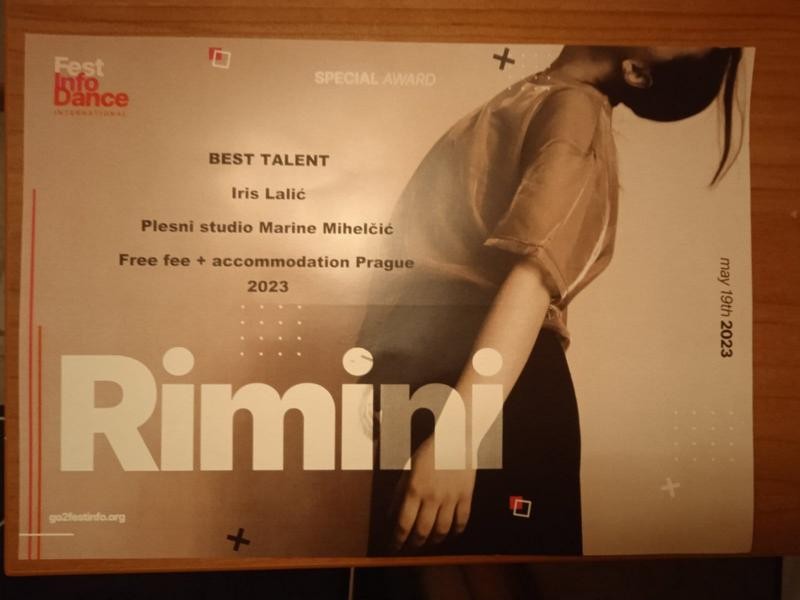 Fest
Info
Dance
INTERNATIONAL
SPECIAL AWARD
BEST TALENT
Iris Lalić
Plesni studio Marine Mihelčić
Free fee + accommodation Prague
2023
may 19th 2023
Rimini
go2festinfo.org